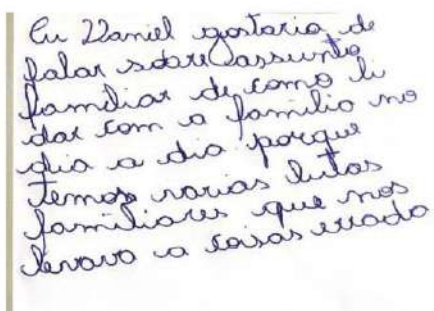 Eu Daniel gostaria de
falar sobre assunto
familiar de como li
dar com a familia no
dia a dia porque
temos varias lutas
familiares que nos
levava a coisas errada